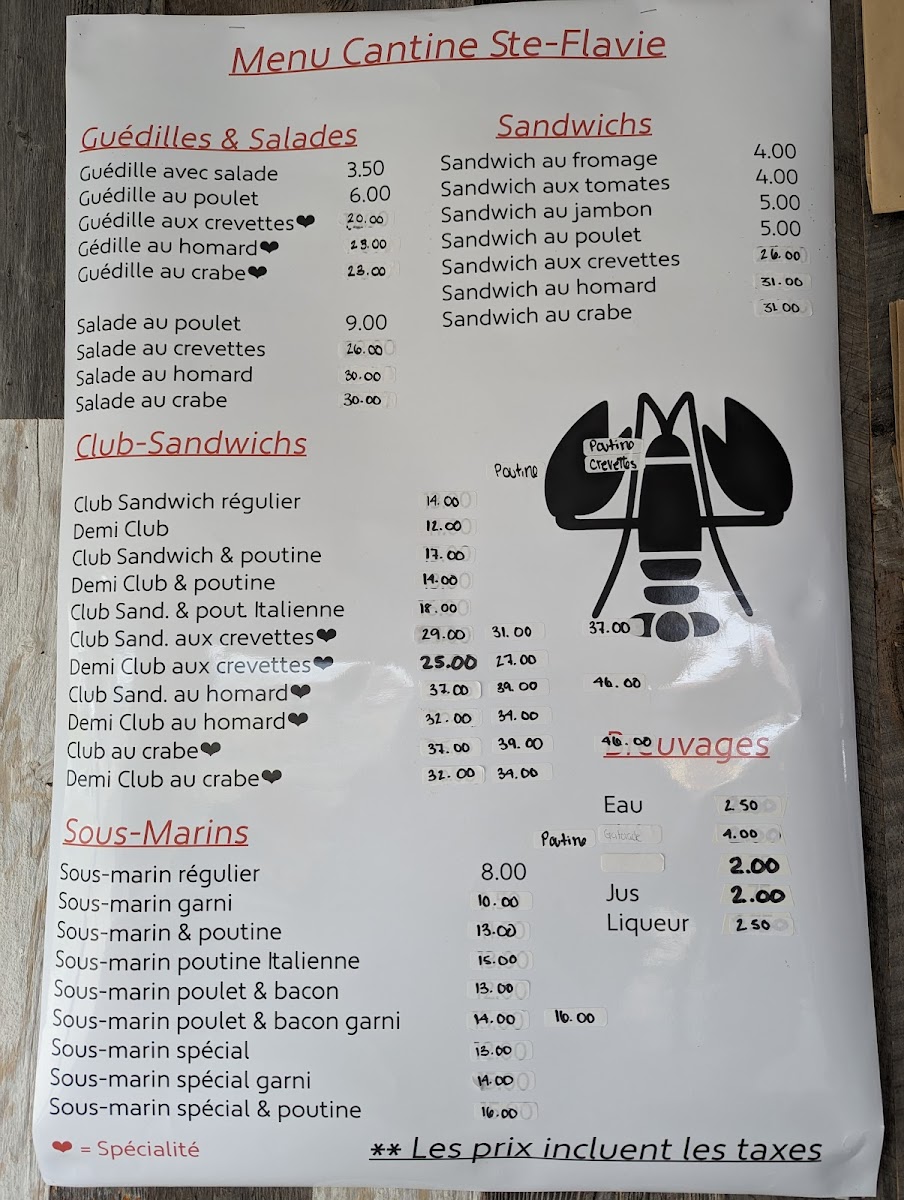 Menu Cantine Ste-Flavie
Guédilles & Salades
Guédille avec salade 3.50
Guédille au poulet 6.00
Guédille aux crevettes❤ 20.00
Gédille au homard❤ 28.00
Guédille au crabe❤ 28.00
Salade au poulet 9.00
Salade au crevettes 26.00
Salade au homard 30.00
Salade au crabe 30.00
Sandwichs
Sandwich au fromage 4.00
Sandwich aux tomates 4.00
Sandwich au jambon 5.00
Sandwich au poulet 5.00
Sandwich aux crevettes 26.00
Sandwich au homard 31.00
Sandwich au crabe 31.00
Club-Sandwichs
Poutine Poutine
Crevettes
Club Sandwich régulier 14.00
Demi Club 12.00
Club Sandwich & poutine 17.00
Demi Club & poutine 14.00
Club Sand. & pout. Italienne 18.00
Club Sand. aux crevettes❤ 29.00 31.00 37.00
Demi Club aux crevettes❤ 25.00 27.00
Club Sand. au homard❤ 37.00 39.00 46.00
Demi Club au homard❤ 32.00 34.00
Club au crabe❤ 37.00 39.00 46.00
Demi Club au crabe❤ 32.00 34.00
Breuvages
Eau 2.50
Gatorade 4.00
2.00
Jus 2.00
Liqueur 2.50
Sous-Marins
Poutine
Sous-marin régulier 8.00
Sous-marin garni 10.00
Sous-marin & poutine 13.00
Sous-marin poutine Italienne 15.00
Sous-marin poulet & bacon 13.00
Sous-marin poulet & bacon garni 14.00 16.00
Sous-marin spécial 13.00
Sous-marin spécial garni 14.00
Sous-marin spécial & poutine 16.00
❤ = Spécialité
** Les prix incluent les taxes